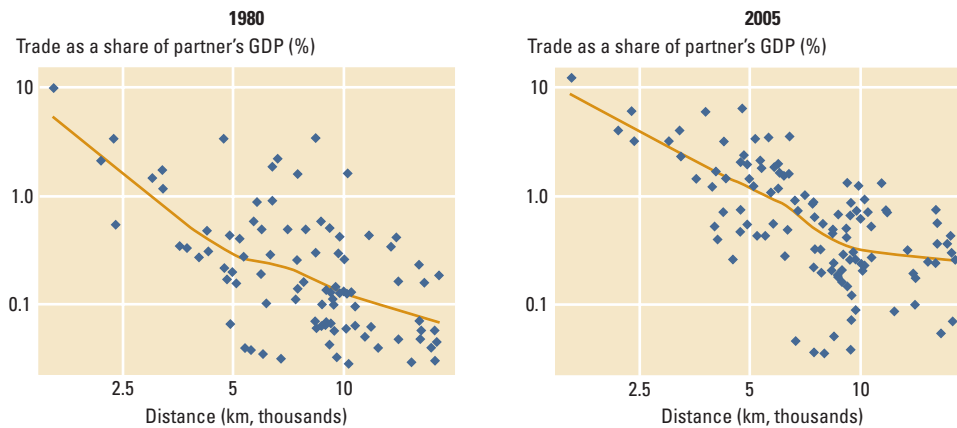 1980
Trade as a share of partner's GDP (%)
10
1.0
0.1
2.5 5 10
Distance (km, thousands)
2005
Trade as a share of partner's GDP (%)
10
1.0
0.1
2.5 5 10
Distance (km, thousands)